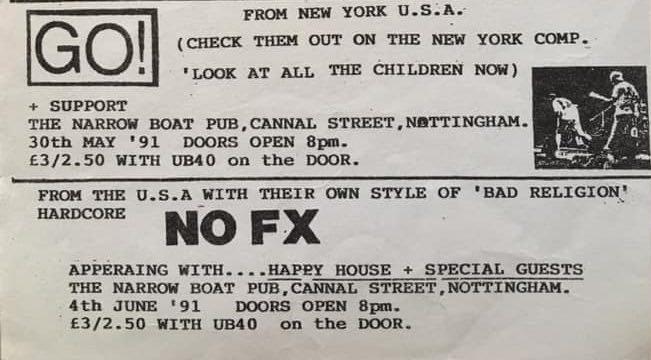 GO!
FROM NEW YORK U.S.A.
(CHECK THEM OUT ON THE NEW YORK COMP.
'LOOK AT ALL THE CHILDREN NOW)
+ SUPPORT
THE NARROW BOAT PUB,CANNAL STREET,NOTTINGHAM.
30th MAY '91 DOORS OPEN 8pm.
£3/2.50 WITH UB40 on the DOOR.
FROM THE U.S.A WITH THEIR OWN STYLE OF 'BAD RELIGION'
HARDCORE
NO FX
APPERAING WITH....HAPPY HOUSE + SPECIAL GUESTS
THE NARROW BOAT PUB,CANNAL STREET,NOTTINGHAM.
4th JUNE '91 DOORS OPEN 8pm.
£3/2.50 WITH UB40 on the DOOR.